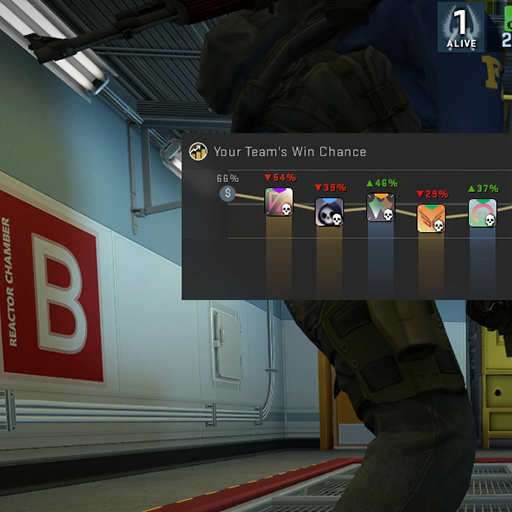 1
ALIVE
2
F
Your Team's Win Chance
66%
▼54%
▼39%
▲46%
▼29%
▲37%
$
REACTOR CHAMBER
B